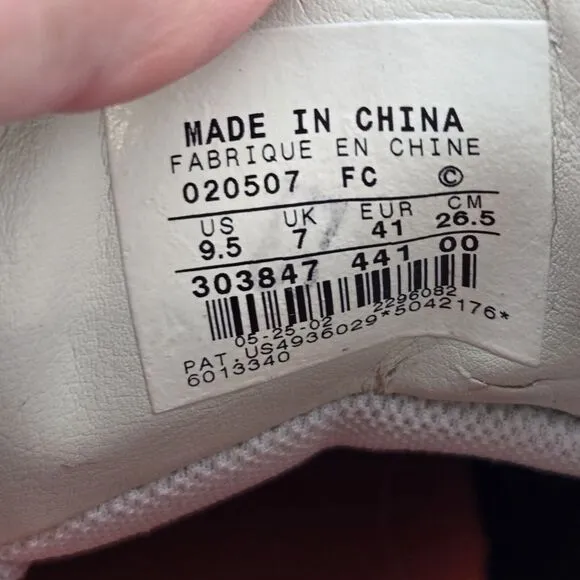 MADE IN CHINA
FABRIQUE EN CHINE
020507 FC ©
US UK EUR CM
9.5 7 41 26.5
303847 441 00
05-25-02 2296082
PAT.US4936029*5042176*
6013340